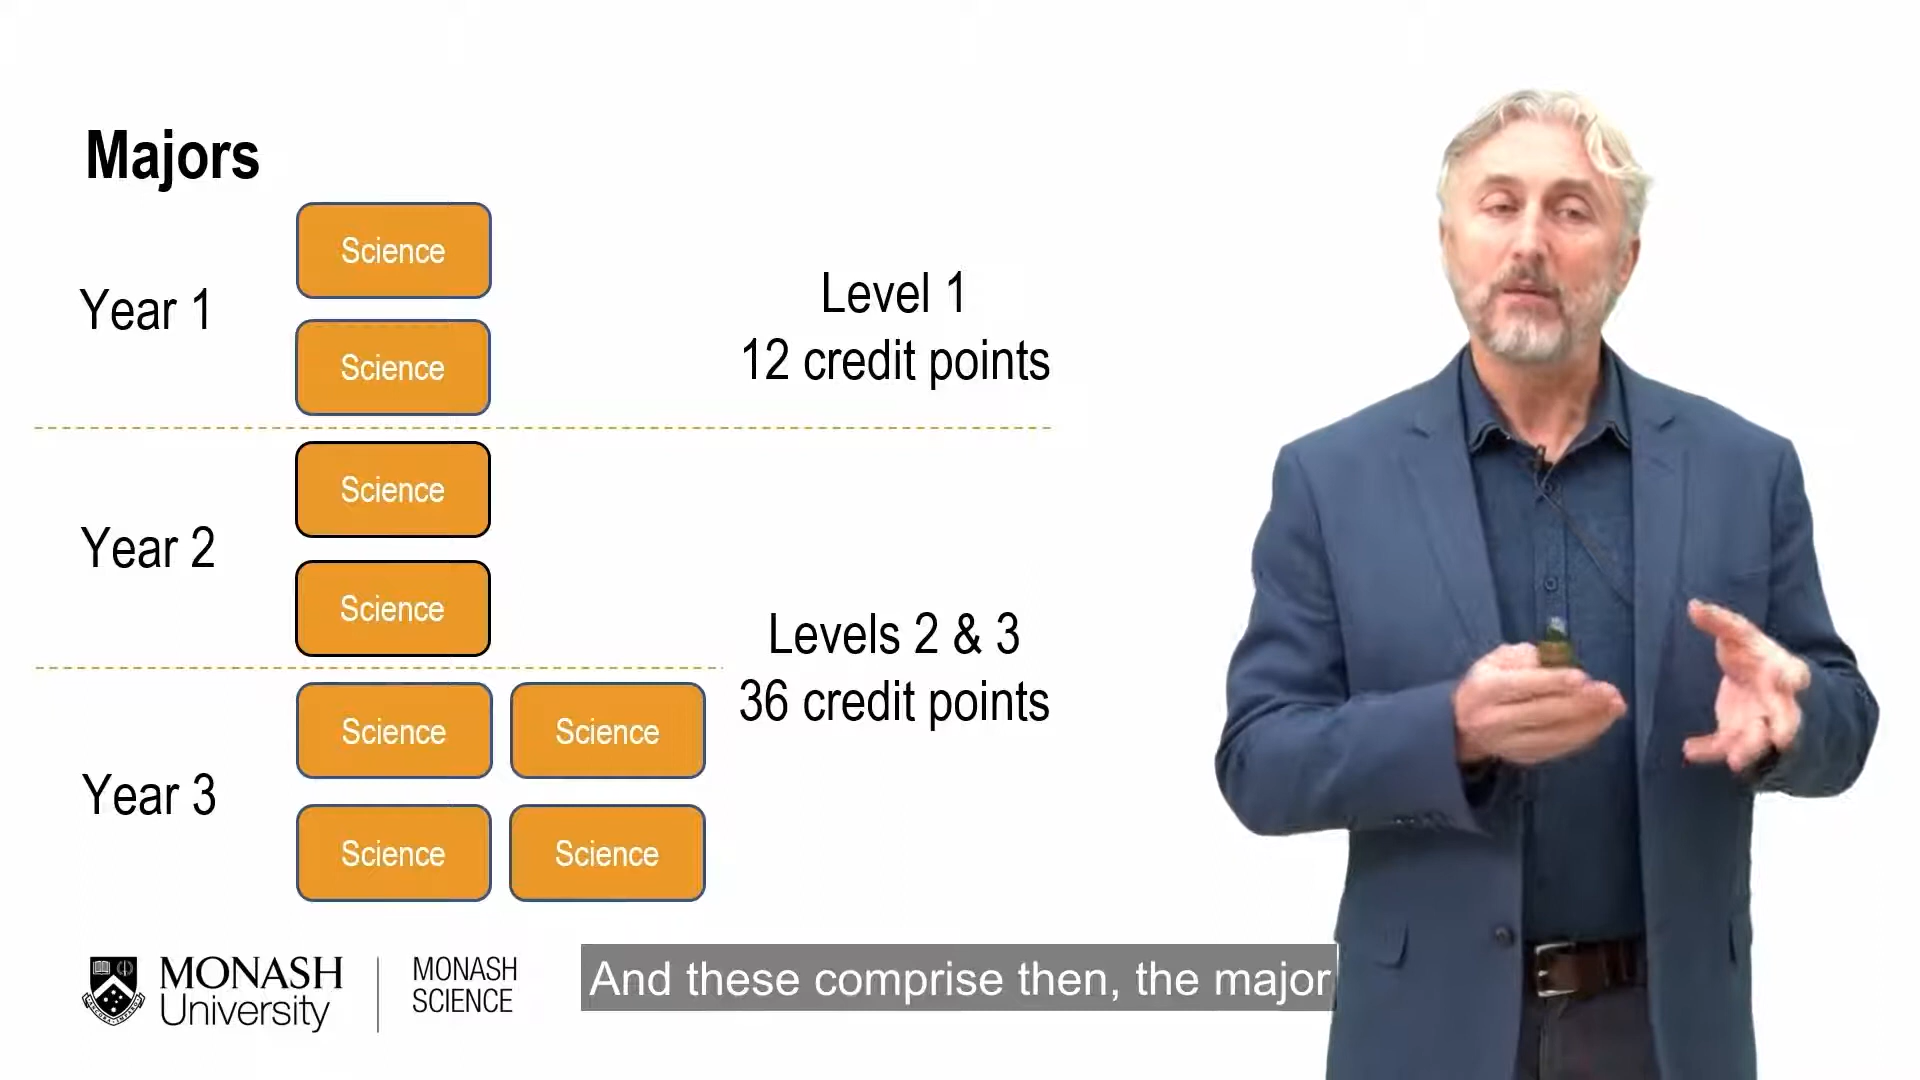 Majors
Year 1
Science
Science
Level 1
12 credit points
Year 2
Science
Science
Levels 2 & 3
36 credit points
Year 3
Science
Science
Science
Science
MONASH
University
MONASH
SCIENCE
And these comprise then, the major